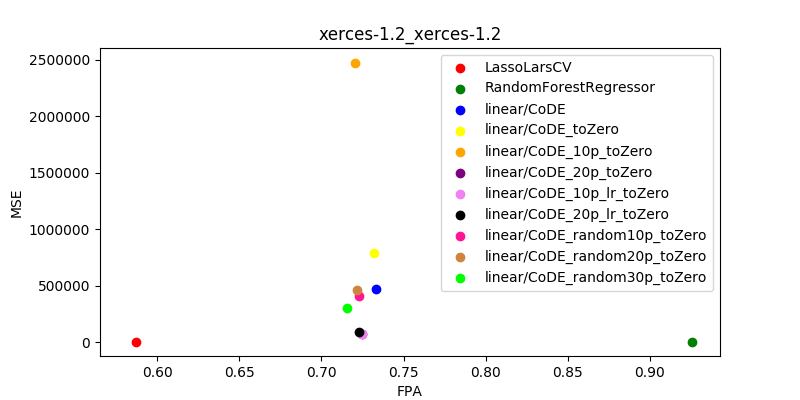 xerces-1.2_xerces-1.2
MSE
2500000
2000000
1500000
1000000
500000
0
LassoLarsCV
RandomForestRegressor
linear/CoDE
linear/CoDE_toZero
linear/CoDE_10p_toZero
linear/CoDE_20p_toZero
linear/CoDE_10p_lr_toZero
linear/CoDE_20p_lr_toZero
linear/CoDE_random10p_toZero
linear/CoDE_random20p_toZero
linear/CoDE_random30p_toZero
0.60 0.65 0.70 0.75 0.80 0.85 0.90
FPA